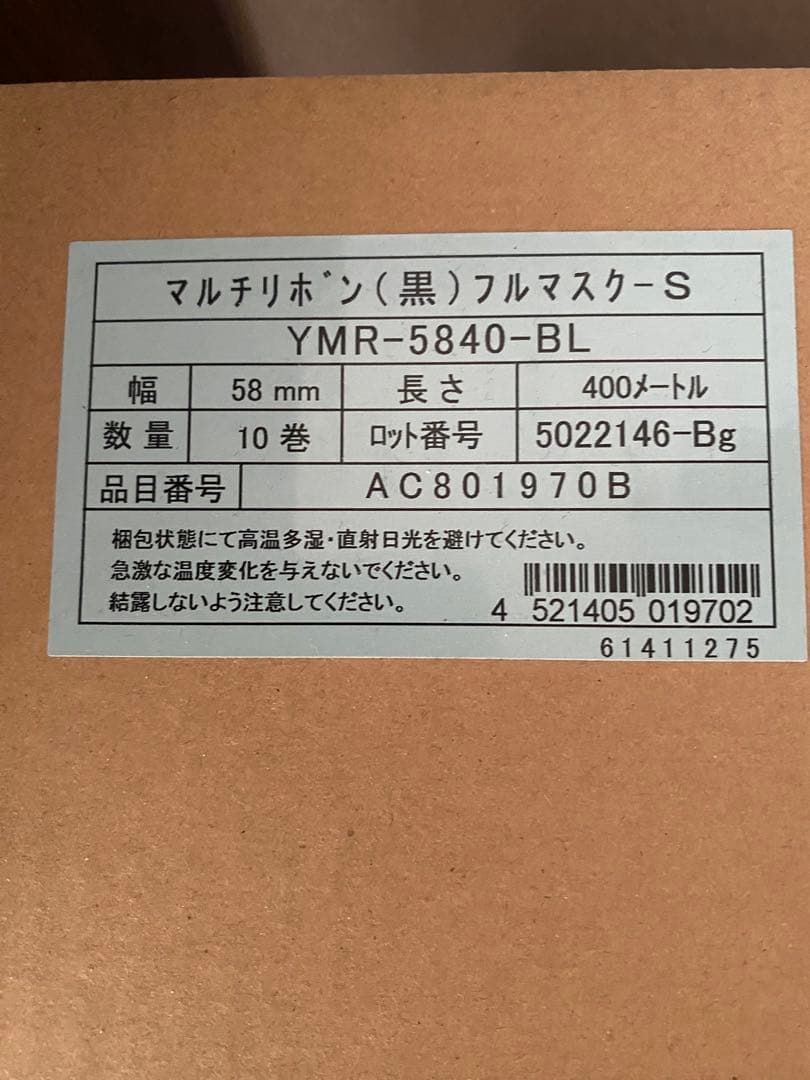 マルチリボン(黒)フルマスク-S
YMR-5840-BL
幅 58 mm 長さ 400メートル
数量 10巻 ロット番号 5022146-Bg
品目番号 AC801970B
梱包状態にて高温多湿・直射日光を避けてください。
急激な温度変化を与えないでください。
結露しないよう注意してください。
4 521405 019702
61411275